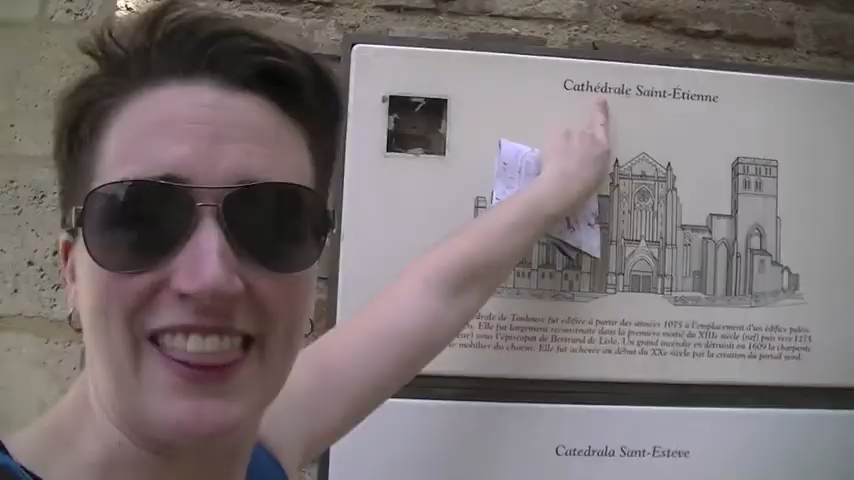 Cathédrale Saint-Étienne
drale de Toulouse fut édifiée à partir des années 1075 à l'emplacement d'un édifice paléo-
Elle fut largement reconstruite dans la première moitié du XIIIe siècle (nef) puis vers 1275
sous l'épiscopat de Bertrand de L'Isle. Un grand incendie en détruisit en 1609 la charpente
mobilier du choeur. Elle fut achevée au début du XXe siècle par la création du portail nord.
Catedrala Sant-Esteve